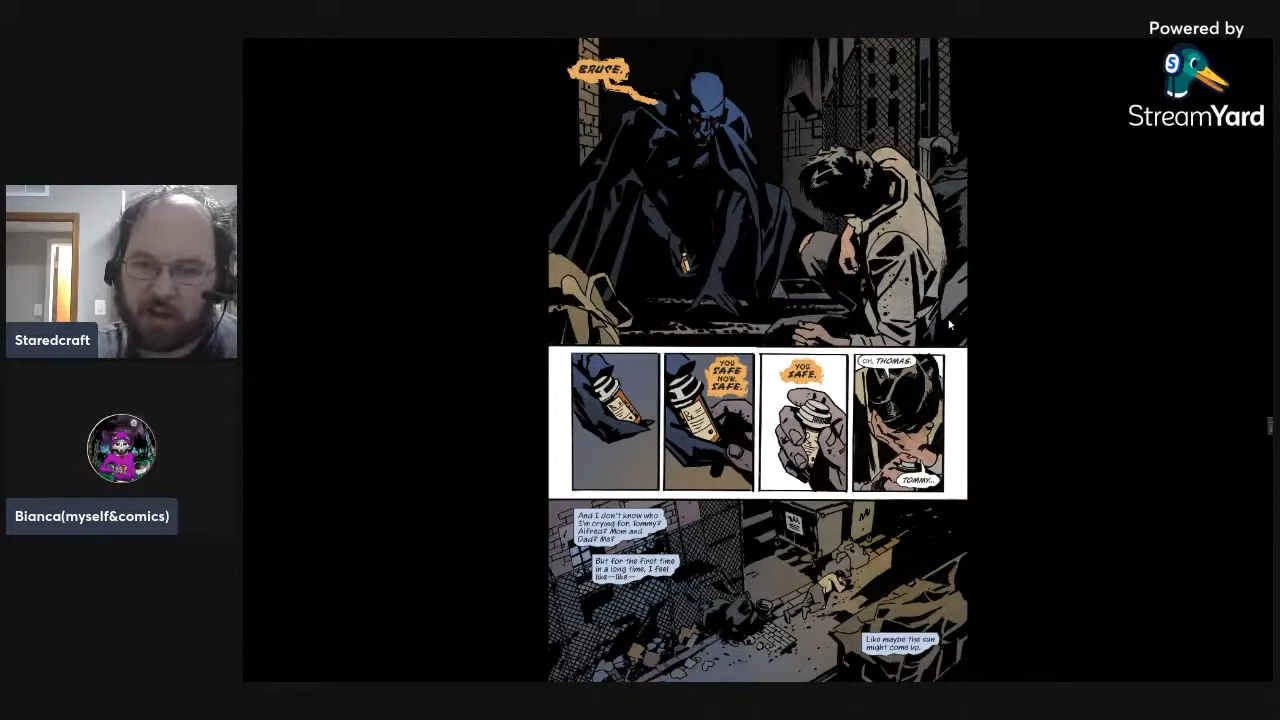 Powered by
StreamYard
S
BRUCE.
Staredcraft
Bianca(myself&comics)
YOU
SAFE
NOW.
SAFE.
YOU
SAFE.
OH, THOMAS.
TOMMY...
And I don't know who
I'm crying for. Tommy?
Alfred? Mom and
Dad? Me?
But for the first time
in a long time, I feel
like--like--
Like maybe the sun
might come up.